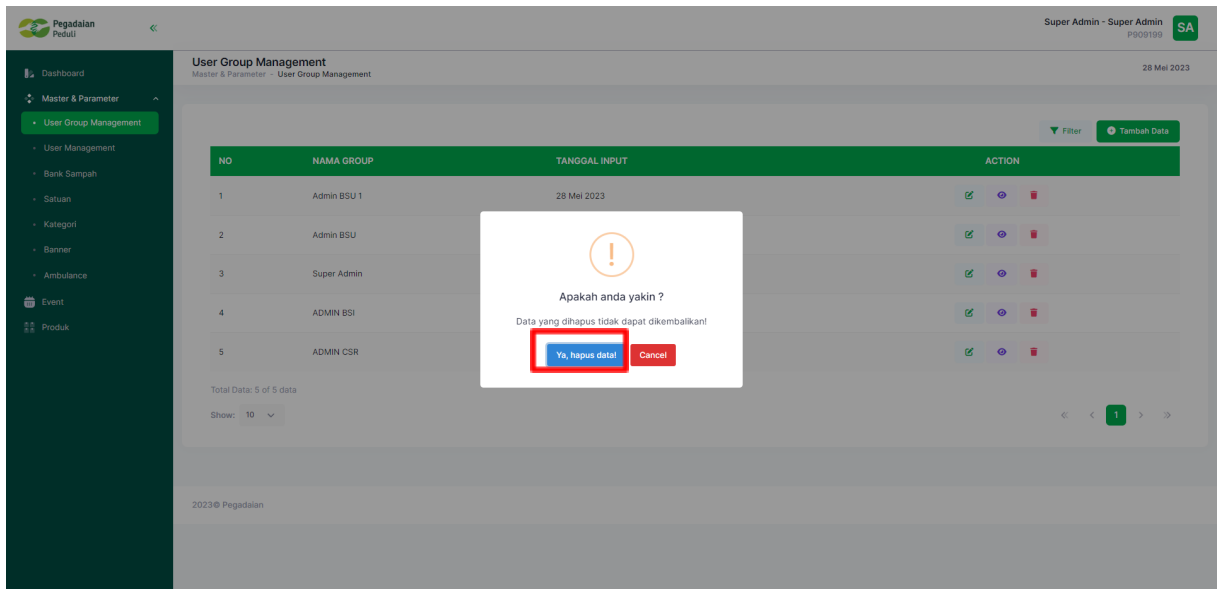 Pegadaian
Peduli
Super Admin - Super Admin
P909199
SA
Dashboard
Master & Parameter
User Group Management
User Management
Bank Sampah
Satuan
Kategori
Banner
Ambulance
Event
Produk
User Group Management
Master & Parameter - User Group Management
28 Mei 2023
Filter
Tambah Data
NO NAMA GROUP TANGGAL INPUT ACTION
1 Admin BSU 1 28 Mei 2023
2 Admin BSU
3 Super Admin
4 ADMIN BSI
5 ADMIN CSR
!
Apakah anda yakin ?
Data yang dihapus tidak dapat dikembalikan!
Ya, hapus data!
Cancel
Total Data: 5 of 5 data
Show: 10
1
2023© Pegadaian